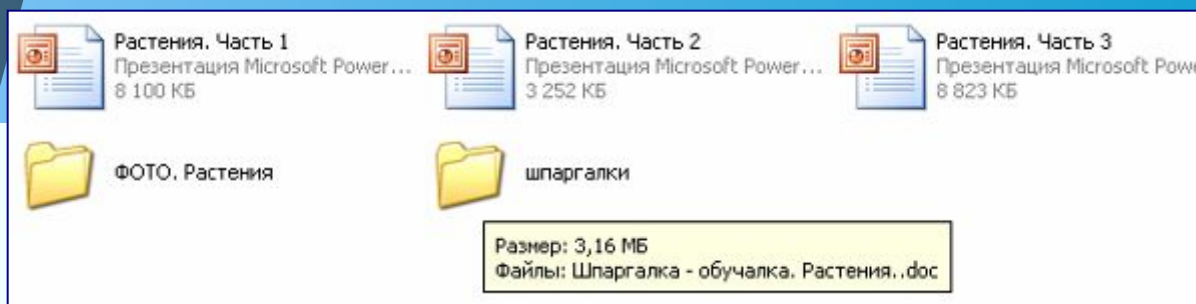 Растения. Часть 1
Презентация Microsoft Power...
8 100 КБ
Растения. Часть 2
Презентация Microsoft Power...
3 252 КБ
Растения. Часть 3
Презентация Microsoft Powe
8 823 КБ
ФОТО. Растения
шпаргалки
Размер: 3,16 МБ
Файлы: Шпаргалка - обучалка. Растения..doc